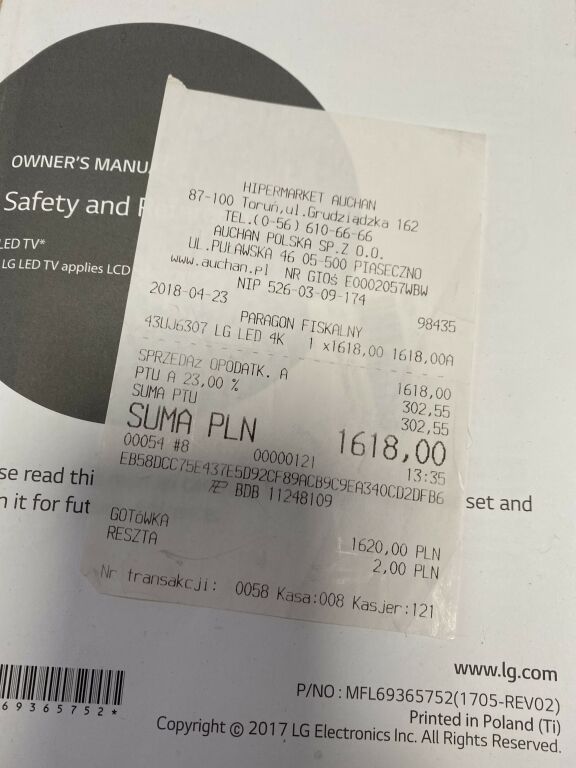 OWNER'S MANU
Safety and R
LED TV*
LG LED TV applies LCD
HIPERMARKET AUCHAN
87-100 Toruń,ul.Grudziądzka 162
TEL.(0-56) 610-66-66
AUCHAN POLSKA SP.Z O.O.
UL.PUŁAWSKA 46 05-500 PIASECZNO
www.auchan.pl NR GIOŚ E0002057WBW
NIP 526-03-09-174
2018-04-23 98435
PARAGON FISKALNY
43UJ6307 LG LED 4K 1 x1618,00 1618,00A
SPRZEDAŻ OPODATK. A 1618,00
PTU A 23,00 % 302,55
SUMA PTU 302,55
SUMA PLN 1618,00
00054 #8 00000121 13:35
EB58DCC75E437E5D92CF89ACB9C9EA340CD2DFB6
BDB 11248109
GOTÓWKA 1620,00 PLN
RESZTA 2,00 PLN
Nr transakcji: 0058 Kasa:008 Kasjer:121
se read thi set and
n it for fut
www.lg.com
P/NO : MFL69365752(1705-REV02)
Printed in Poland (Ti)
69365752*
Copyright © 2017 LG Electronics Inc. All Rights Reserved.